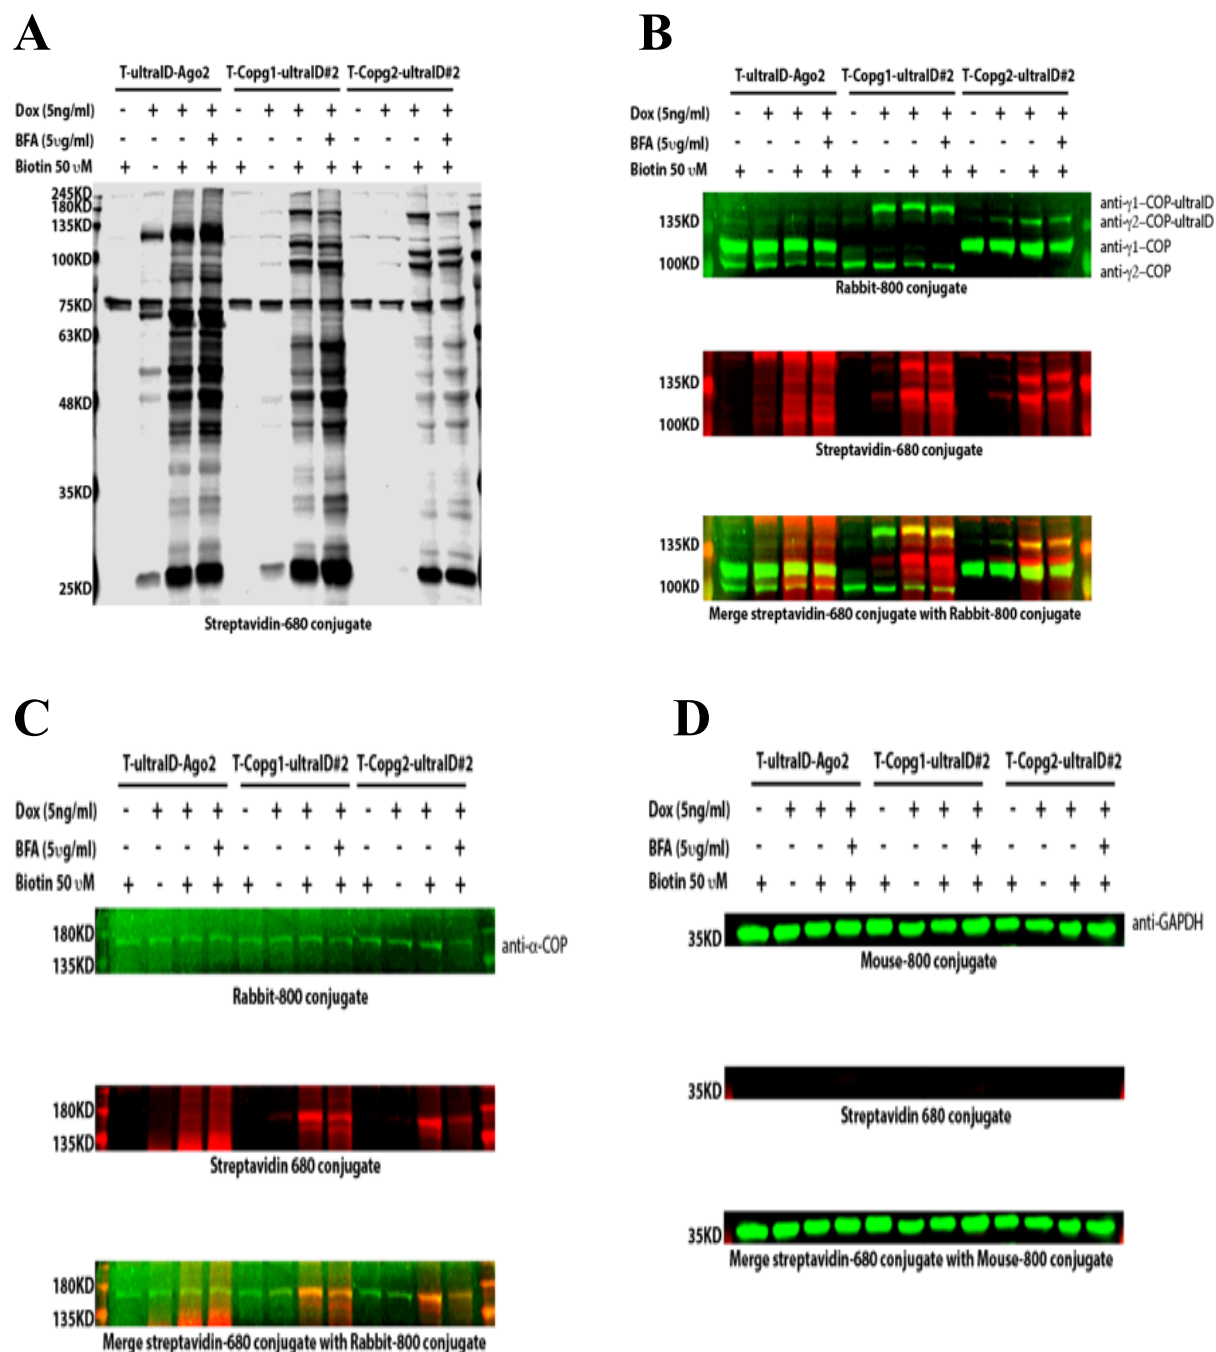 A
T-ultraID-Ago2 T-Copg1-ultraID#2 T-Copg2-ultraID#2
Dox (5ng/ml) - + + + - + + + - + + +
BFA (5υg/ml) - - - + - - - + - - - +
Biotin 50 υM + - + + + - + + + - + +
245KD
180KD
135KD
100KD
75KD
63KD
48KD
35KD
25KD
Streptavidin-680 conjugate
B
T-ultraID-Ago2 T-Copg1-ultraID#2 T-Copg2-ultraID#2
Dox (5ng/ml) - + + + - + + + - + + +
BFA (5υg/ml) - - - + - - - + - - - +
Biotin 50 υM + - + + + - + + + - + +
135KD
100KD
anti-γ1-COP-ultraID
anti-γ2-COP-ultraID
anti-γ1-COP
anti-γ2-COP
Rabbit-800 conjugate
135KD
100KD
Streptavidin-680 conjugate
135KD
100KD
Merge streptavidin-680 conjugate with Rabbit-800 conjugate
C
T-ultraID-Ago2 T-Copg1-ultraID#2 T-Copg2-ultraID#2
Dox (5ng/ml) - + + + - + + + - + + +
BFA (5υg/ml) - - - + - - - + - - - +
Biotin 50 υM + - + + + - + + + - + +
180KD
135KD
anti-α-COP
Rabbit-800 conjugate
180KD
135KD
Streptavidin 680 conjugate
180KD
135KD
Merge streptavidin-680 conjugate with Rabbit-800 conjugate
D
T-ultraID-Ago2 T-Copg1-ultraID#2 T-Copg2-ultraID#2
Dox (5ng/ml) - + + + - + + + - + + +
BFA (5υg/ml) - - - + - - - + - - - +
Biotin 50 υM + - + + + - + + + - + +
35KD
anti-GAPDH
Mouse-800 conjugate
35KD
Streptavidin 680 conjugate
35KD
Merge streptavidin-680 conjugate with Mouse-800 conjugate